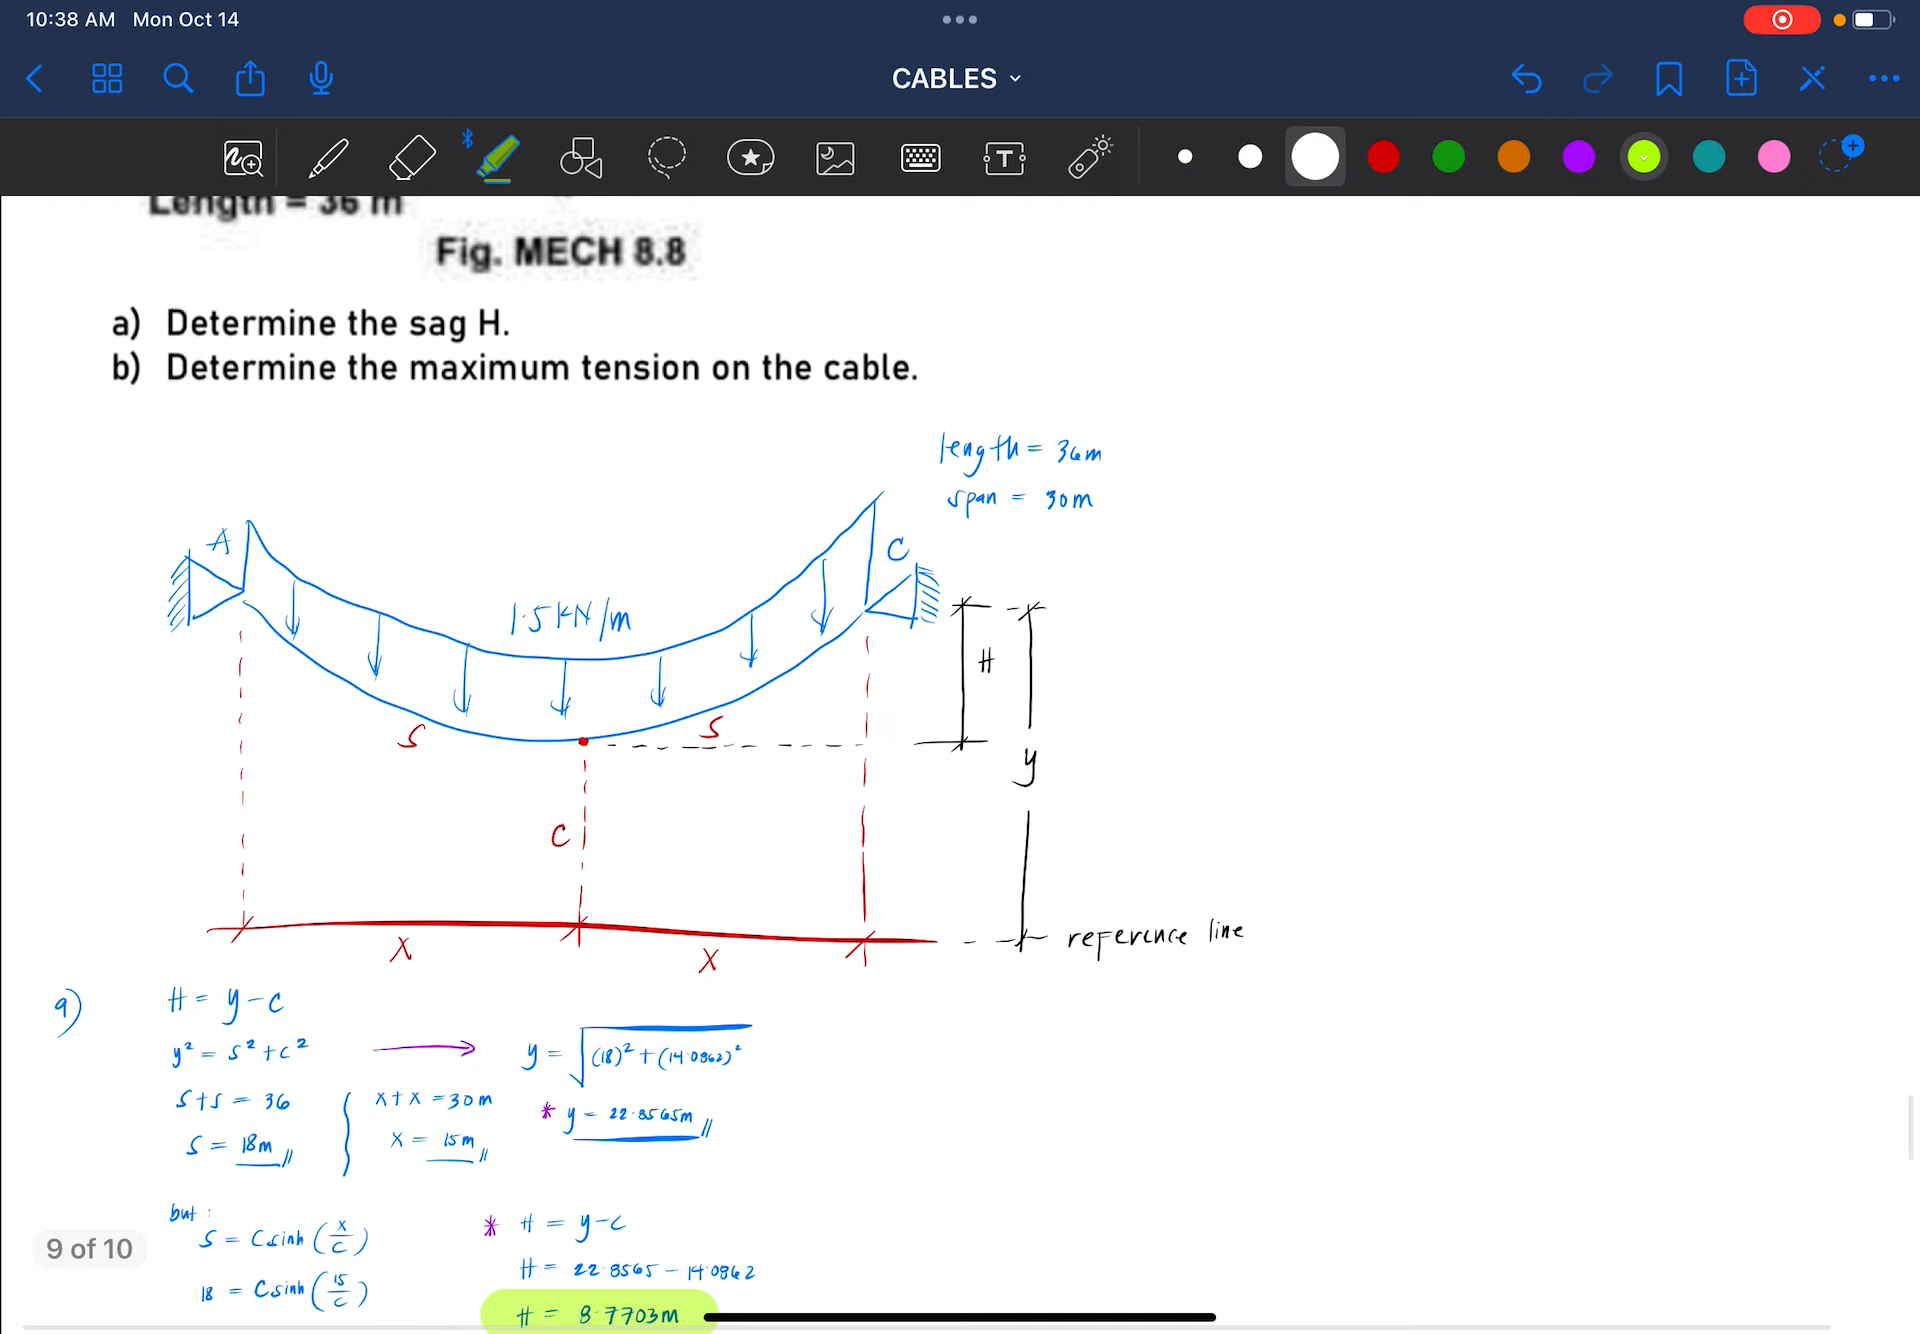 10:38 AM Mon Oct 14
CABLES
T
Length = 36 m
Fig. MECH 8.8
a) Determine the sag H.
b) Determine the maximum tension on the cable.
length = 36m
span = 30m
A
C
1.5 kN/m
H
S
S
y
C
reference line
X
X
a)
H = y - c
y² = s² + c²
y = √(18)² + (14.0862)²
s + s = 36
x + x = 30m
* y = 22.8565m //
s = 18m //
x = 15m //
but :
s = C sinh (x/c)
* H = y - c
18 = C sinh (15/c)
H = 22.8565 - 14.0862
H = 8.7703m
9 of 10